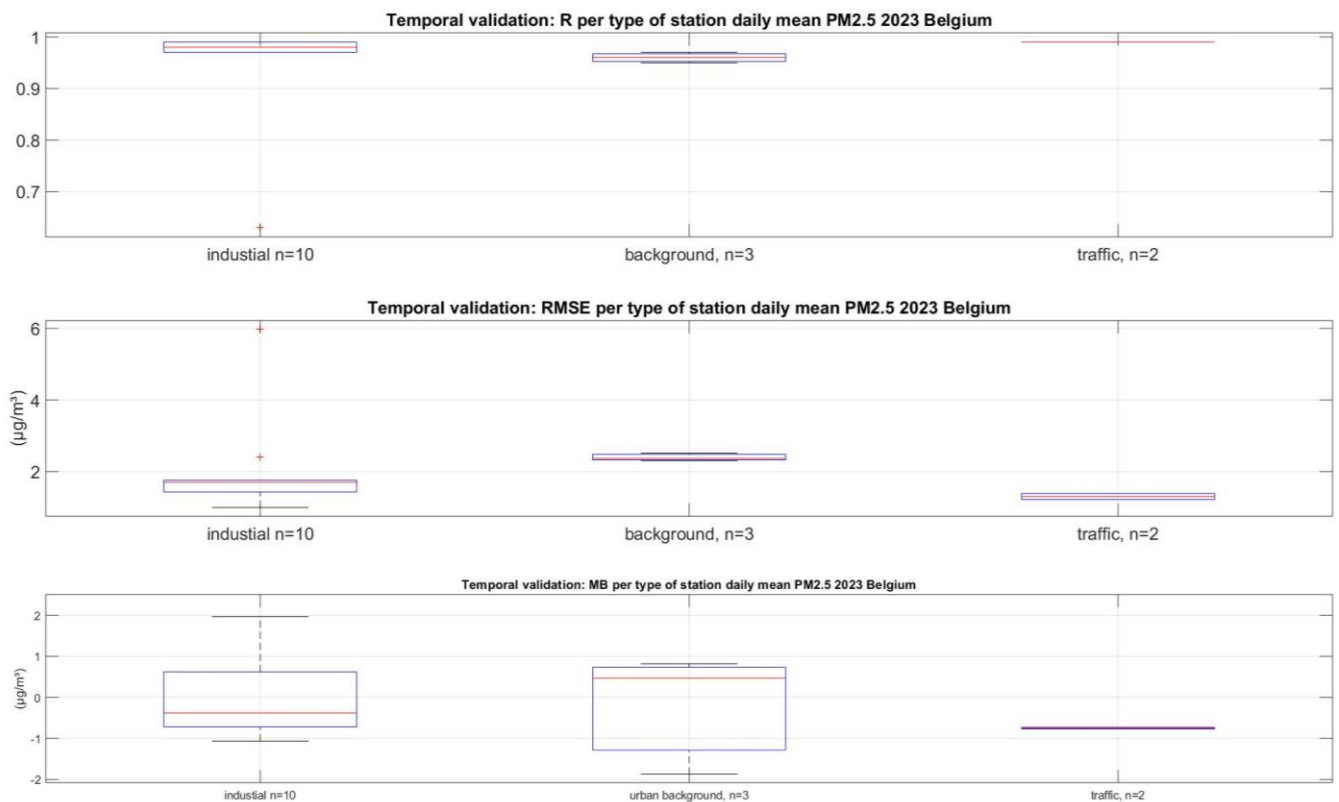 Temporal validation: R per type of station daily mean PM2.5 2023 Belgium
1
0.9
0.8
0.7
industial n=10
background, n=3
traffic, n=2
Temporal validation: RMSE per type of station daily mean PM2.5 2023 Belgium
(µg/m³)
6
4
2
industial n=10
background, n=3
traffic, n=2
Temporal validation: MB per type of station daily mean PM2.5 2023 Belgium
(µg/m³)
2
1
0
-1
-2
industial n=10
urban background, n=3
traffic, n=2